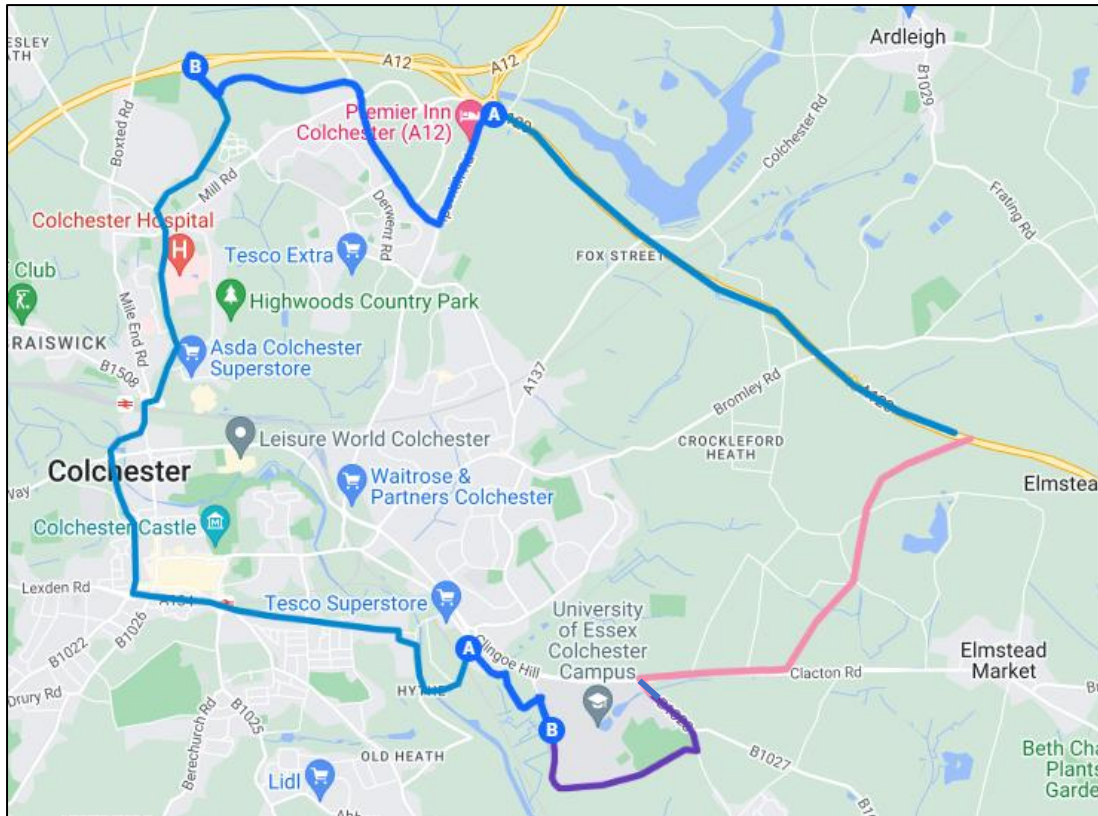 Ardleigh
ESLEY
ATH
B
A12
A12
B1029
Premier Inn
Colchester (A12)
A
Boxted Rd
Colchester Rd
Mill Rd
Derwent Rd
Frating Rd
Colchester Hospital
H
Tesco Extra
FOX STREET
Club
Mile End Rd
Highwoods Country Park
BRAISWICK
Asda Colchester
Superstore
B1508
A137
Bromley Rd
A120
Leisure World Colchester
CROCKLEFORD
HEATH
Colchester
Waitrose &
Partners Colchester
Elmstea
Way
Colchester Castle
Lexden Rd
A134
B1026
Tesco Superstore
University
of Essex
Colchester
Campus
A
Clingoe Hill
B1022
Elmstead
Market
Clacton Rd
HYTHE
Drury Rd
Berechurch Rd
B1025
B
B1028
OLD HEATH
B1027
Beth Cha
Plants
Garde
Lidl
B10